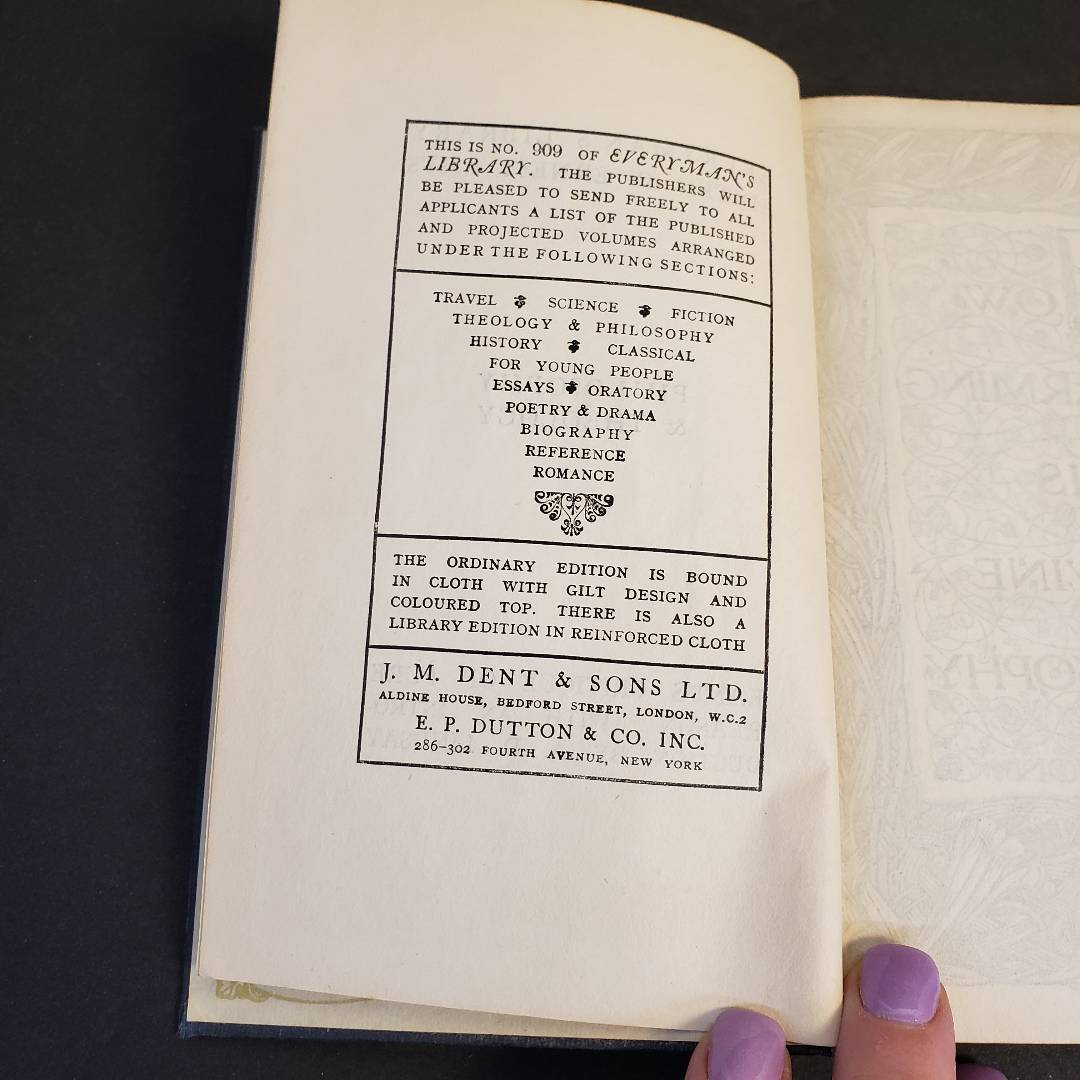 THIS IS NO. 909 OF EVERYMAN'S
LIBRARY. THE PUBLISHERS WILL
BE PLEASED TO SEND FREELY TO ALL
APPLICANTS A LIST OF THE PUBLISHED
AND PROJECTED VOLUMES ARRANGED
UNDER THE FOLLOWING SECTIONS:
TRAVEL SCIENCE FICTION
THEOLOGY & PHILOSOPHY
HISTORY CLASSICAL
FOR YOUNG PEOPLE
ESSAYS ORATORY
POETRY & DRAMA
BIOGRAPHY
REFERENCE
ROMANCE
THE ORDINARY EDITION IS BOUND
IN CLOTH WITH GILT DESIGN AND
COLOURED TOP. THERE IS ALSO A
LIBRARY EDITION IN REINFORCED CLOTH
J. M. DENT & SONS LTD.
ALDINE HOUSE, BEDFORD STREET, LONDON, W.C.2
E. P. DUTTON & CO. INC.
286-302 FOURTH AVENUE, NEW YORK